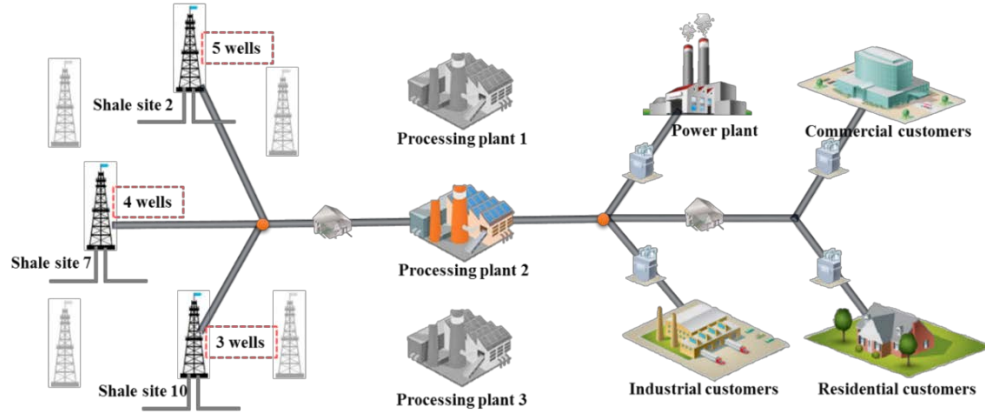 5 wells
Shale site 2
Processing plant 1
Power plant
Commercial customers
4 wells
Shale site 7
Processing plant 2
3 wells
Shale site 10
Processing plant 3
Industrial customers
Residential customers